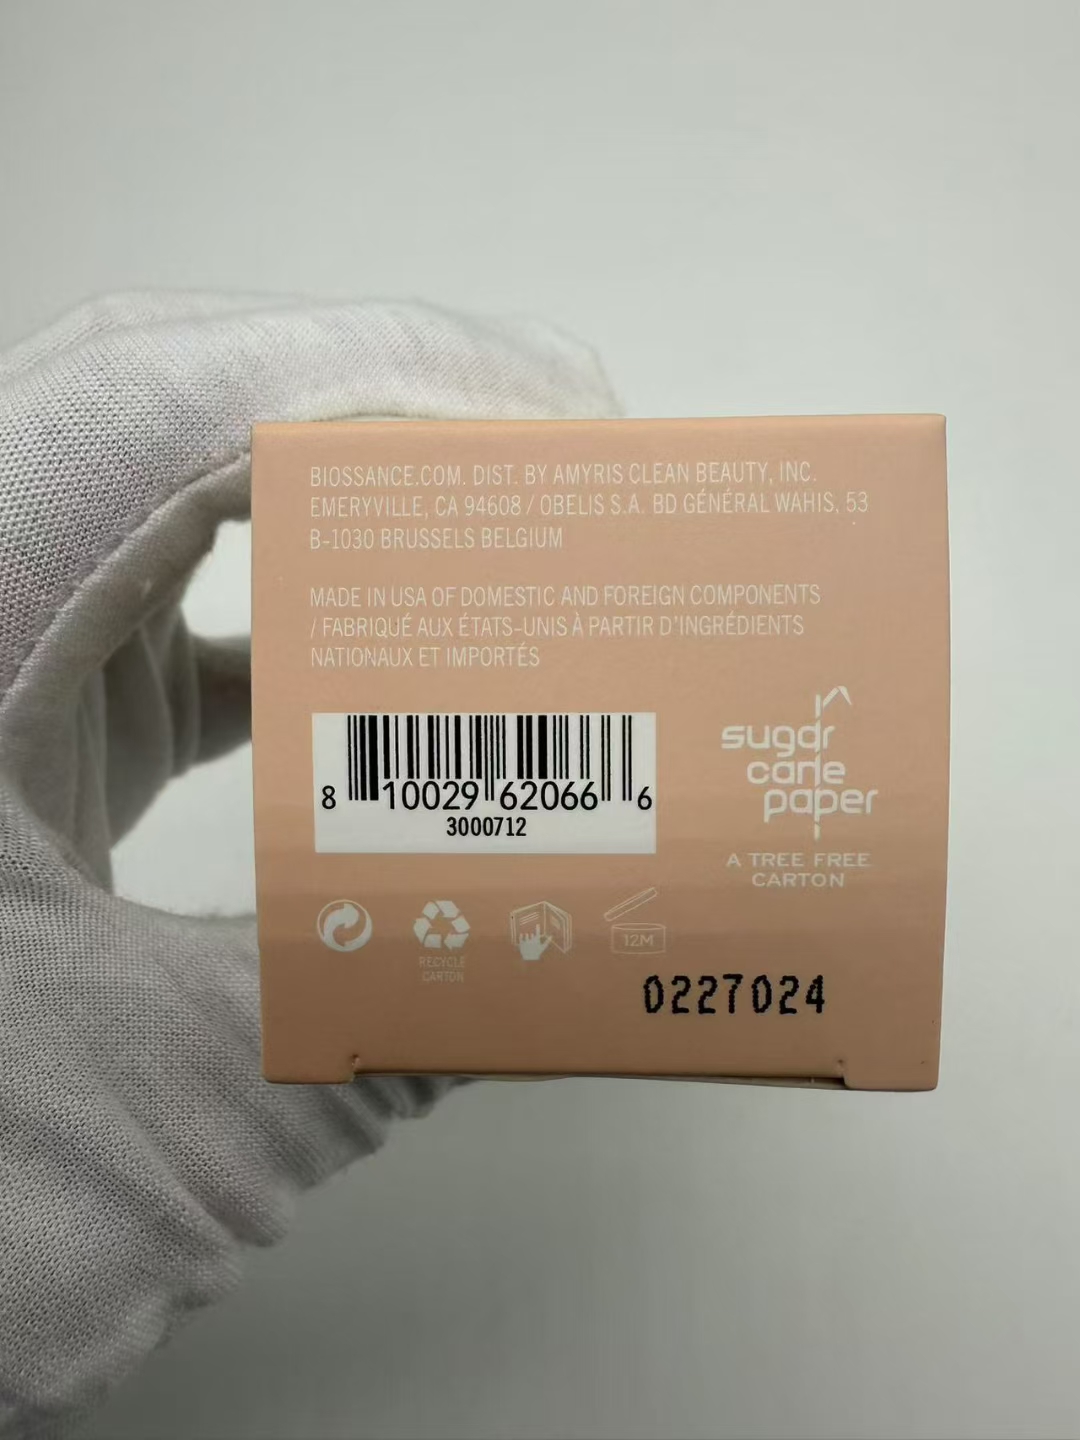 BIOSSANCE.COM. DIST. BY AMYRIS CLEAN BEAUTY, INC.
EMERYVILLE, CA 94608 / OBELIS S.A. BD GÉNÉRAL WAHIS, 53
B-1030 BRUSSELS BELGIUM
MADE IN USA OF DOMESTIC AND FOREIGN COMPONENTS
/ FABRIQUÉ AUX ÉTATS-UNIS À PARTIR D'INGRÉDIENTS
NATIONAUX ET IMPORTÉS
sugar
cane
paper
A TREE FREE
CARTON
8 10029 62066 6
3000712
RECYCLE
CARTON
12M
0227024